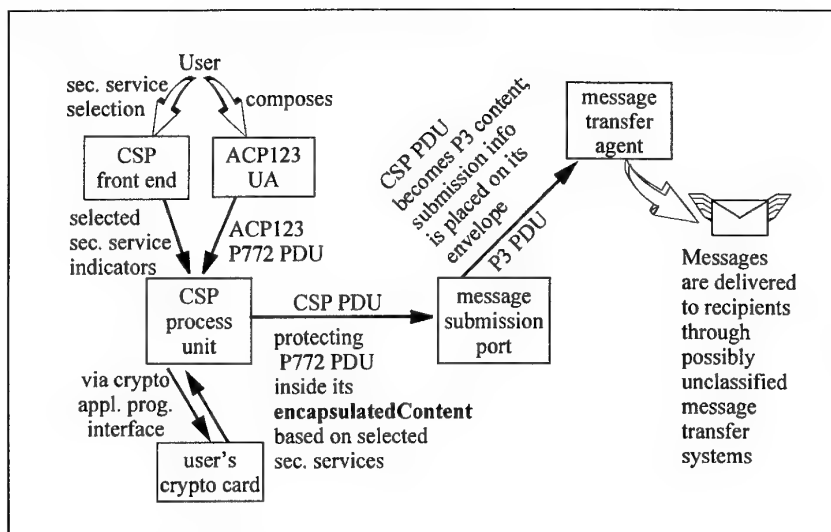 User
sec. service
selection
composes
CSP
front end
ACP123
UA
selected
sec. service
indicators
ACP123
P772 PDU
CSP
process
unit
via crypto
appl. prog.
interface
user's
crypto card
CSP PDU
protecting
P772 PDU
inside its
encapsulatedContent
based on selected
sec. services
message
submission
port
CSP PDU
becomes P3 content;
submission info
is placed on its
envelope
P3 PDU
message
transfer
agent
Messages
are delivered
to recipients
through
possibly
unclassified
message
transfer
systems